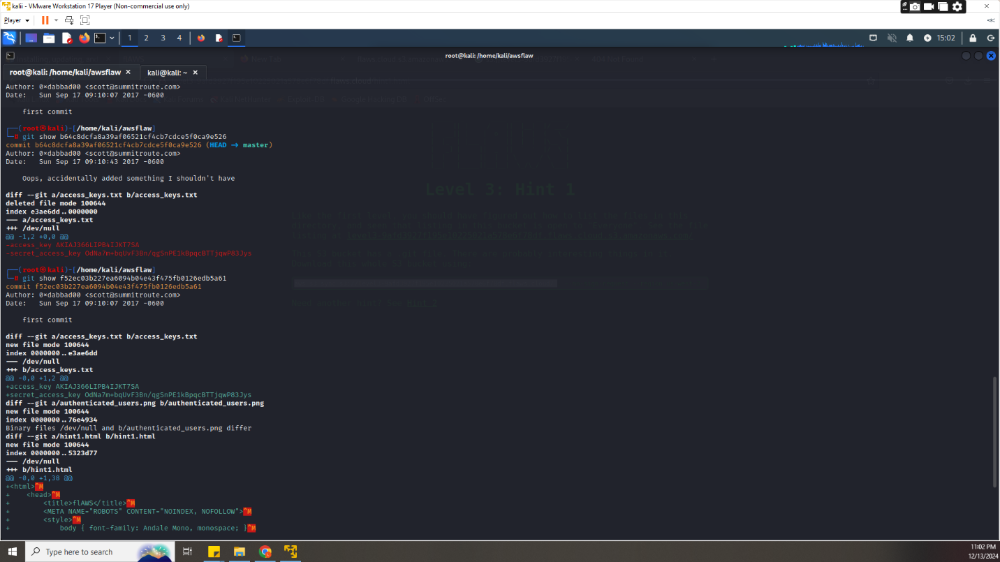 kalii - VMware Workstation 17 Player (Non-commercial use only)
Player
1 2 3 4
15:02
root@kali: /home/kali/awsflaw
root@kali: /home/kali/awsflaw × kali@kali: ~ ×
Author: 0×dabbad00 <scott@summitroute.com>
Date:   Sun Sep 17 09:10:07 2017 -0600
first commit
┌──(root㉿kali)-[/home/kali/awsflaw]
└─# git show b64c8dcfa8a39af06521cf4cb7cdce5f0ca9e526
commit b64c8dcfa8a39af06521cf4cb7cdce5f0ca9e526 (HEAD → master)
Author: 0×dabbad00 <scott@summitroute.com>
Date:   Sun Sep 17 09:10:43 2017 -0600
Oops, accidentally added something I shouldn't have
diff --git a/access_keys.txt b/access_keys.txt
deleted file mode 100644
index e3ae6dd..0000000
--- a/access_keys.txt
+++ /dev/null
@@ -1,2 +0,0 @@
-access_key AKIAJ366LIPB4IJKT7SA
-secret_access_key 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
┌──(root㉿kali)-[/home/kali/awsflaw]
└─# git show f52ec03b227ea6094b04e43f475fb0126edb5a61
commit f52ec03b227ea6094b04e43f475fb0126edb5a61
Author: 0×dabbad00 <scott@summitroute.com>
Date:   Sun Sep 17 09:10:07 2017 -0600
first commit
diff --git a/access_keys.txt b/access_keys.txt
new file mode 100644
index 0000000..e3ae6dd
--- /dev/null
+++ b/access_keys.txt
@@ -0,0 +1,2 @@
+access_key AKIAJ366LIPB4IJKT7SA
+secret_access_key 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
diff --git a/authenticated_users.png b/authenticated_users.png
new file mode 100644
index 0000000..76e4934
Binary files /dev/null and b/authenticated_users.png differ
diff --git a/hint1.html b/hint1.html
new file mode 100644
index 0000000..5323d77
--- /dev/null
+++ b/hint1.html
@@ -0,0 +1,38 @@
+<html>^M
+    <head>^M
+        <title>flAWS</title>^M
+        <META NAME="ROBOTS" CONTENT="NOINDEX, NOFOLLOW">^M
+        <style>^M
+            body { font-family: Andale Mono, monospace; }^M
Level 3: Hint 1
Need another hint? See Hint 2
Type here to search
11:02 PM
12/13/2024